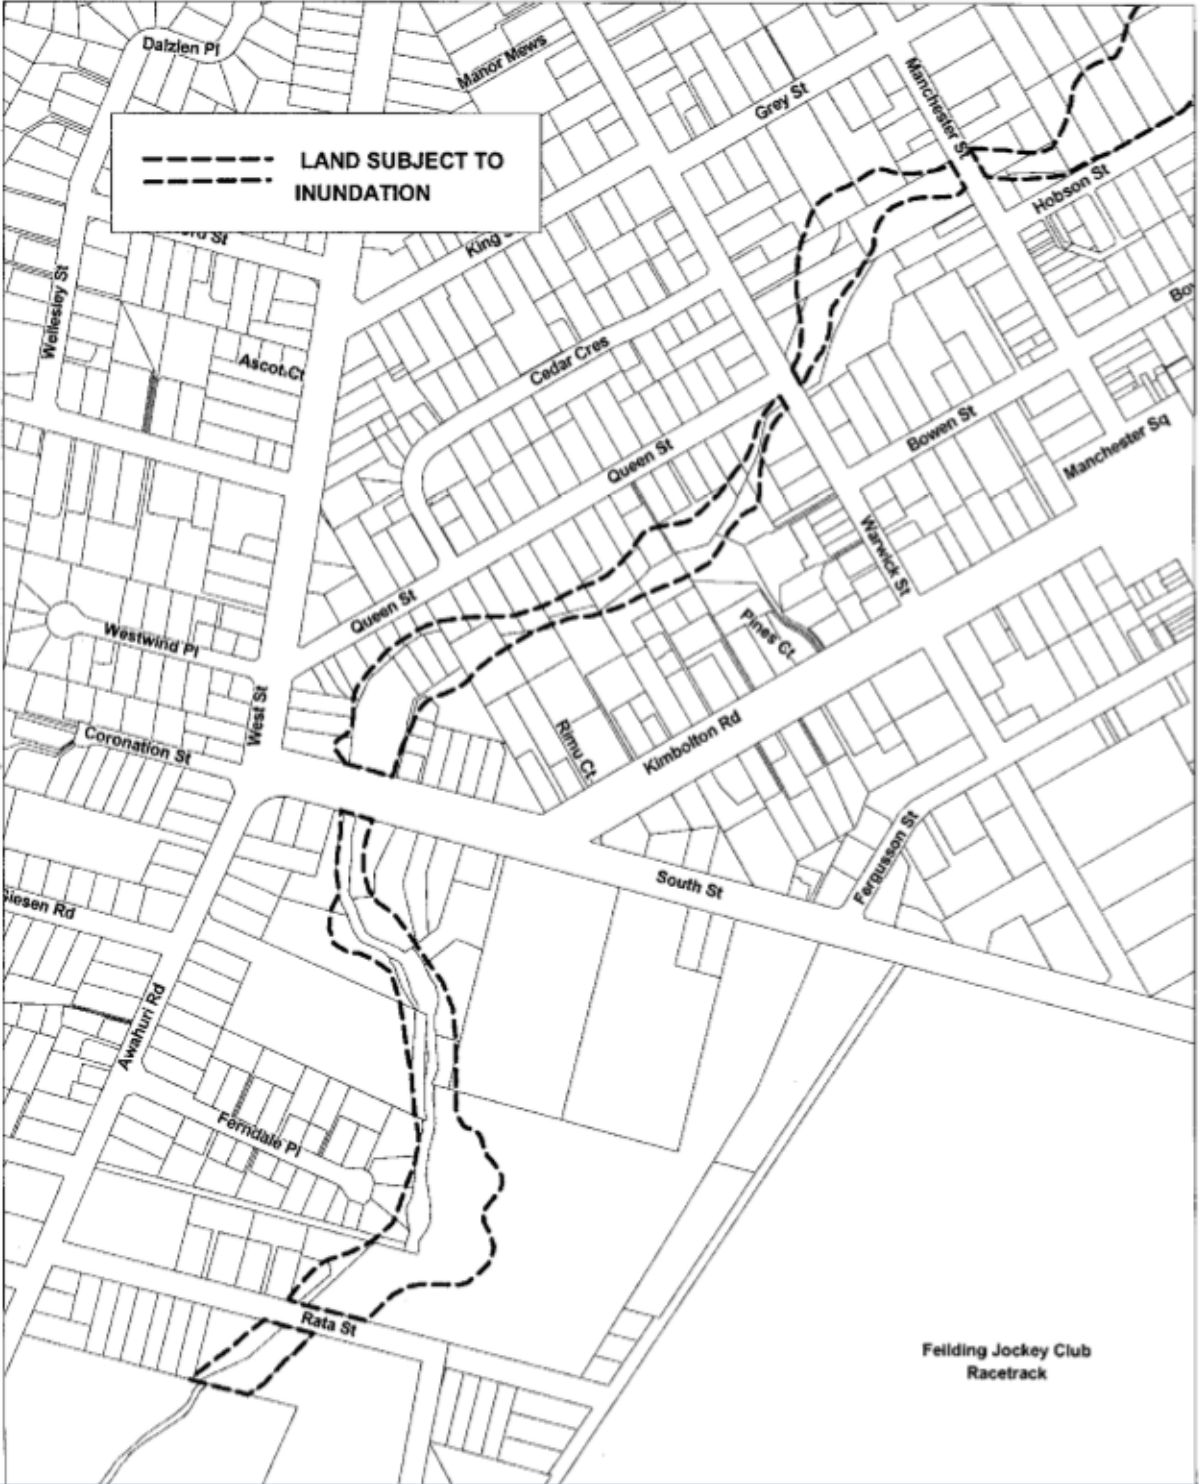 Dalzien Pl
Manor Mews
Grey St
Manchester St
LAND SUBJECT TO
INUNDATION
Hobson St
King
Wellesley St
Ascot Ct
Cedar Cres
Queen St
Bowen St
Manchester Sq
Warwick St
Queen St
Westwind Pl
Pines Ct
West St
Coronation St
Rimu Ct
Kimbolton Rd
Fergusson St
South St
Awahuri Rd
Ferndale Pl
Rata St
Feilding Jockey Club
Racetrack